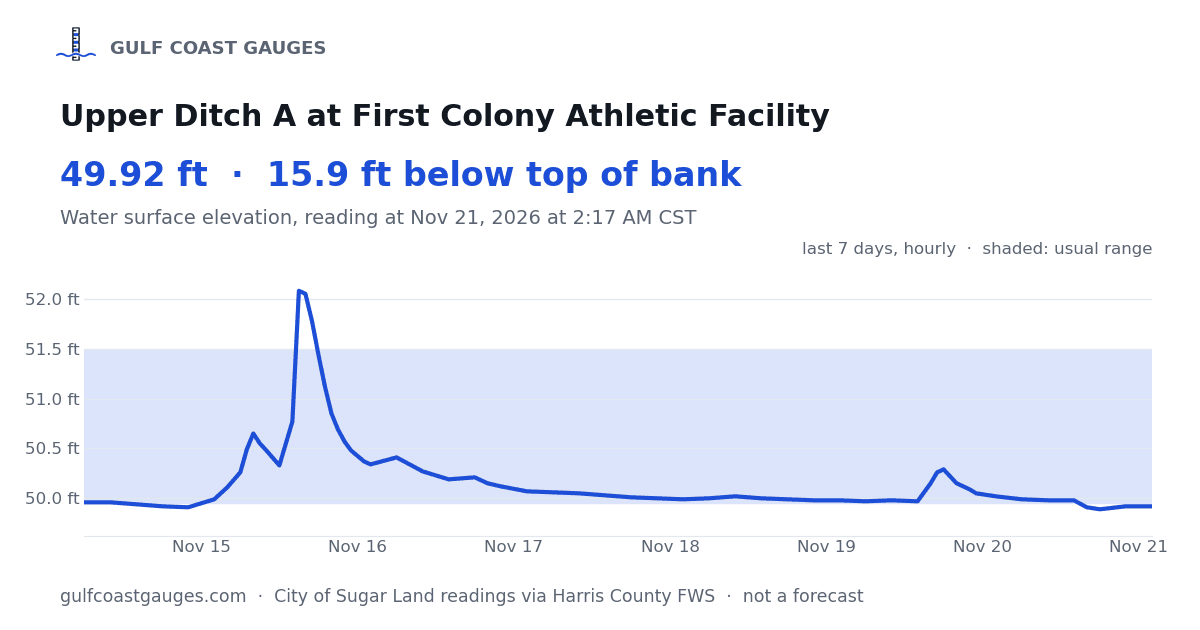 GULF COAST GAUGES
Upper Ditch A at First Colony Athletic Facility
49.92 ft · 15.9 ft below top of bank
Water surface elevation, reading at Nov 21, 2026 at 2:17 AM CST
last 7 days, hourly · shaded: usual range
52.0 ft
51.5 ft
51.0 ft
50.5 ft
50.0 ft
Nov 15 Nov 16 Nov 17 Nov 18 Nov 19 Nov 20 Nov 21
gulfcoastgauges.com · City of Sugar Land readings via Harris County FWS · not a forecast